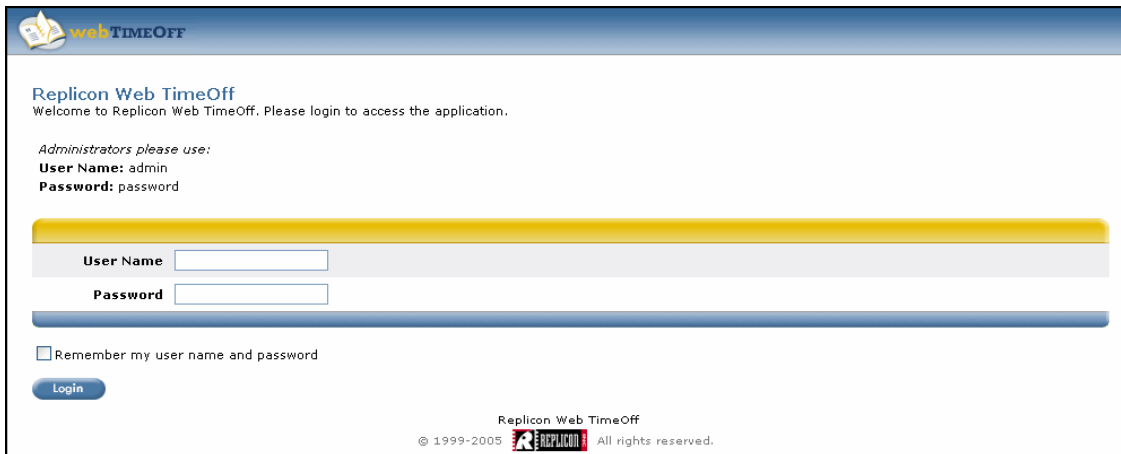 webTIMEOFF
Replicon Web TimeOff
Welcome to Replicon Web TimeOff. Please login to access the application.
Administrators please use:
User Name: admin
Password: password
User Name
Password
Remember my user name and password
Login
Replicon Web TimeOff
© 1999-2005 REPLICON All rights reserved.